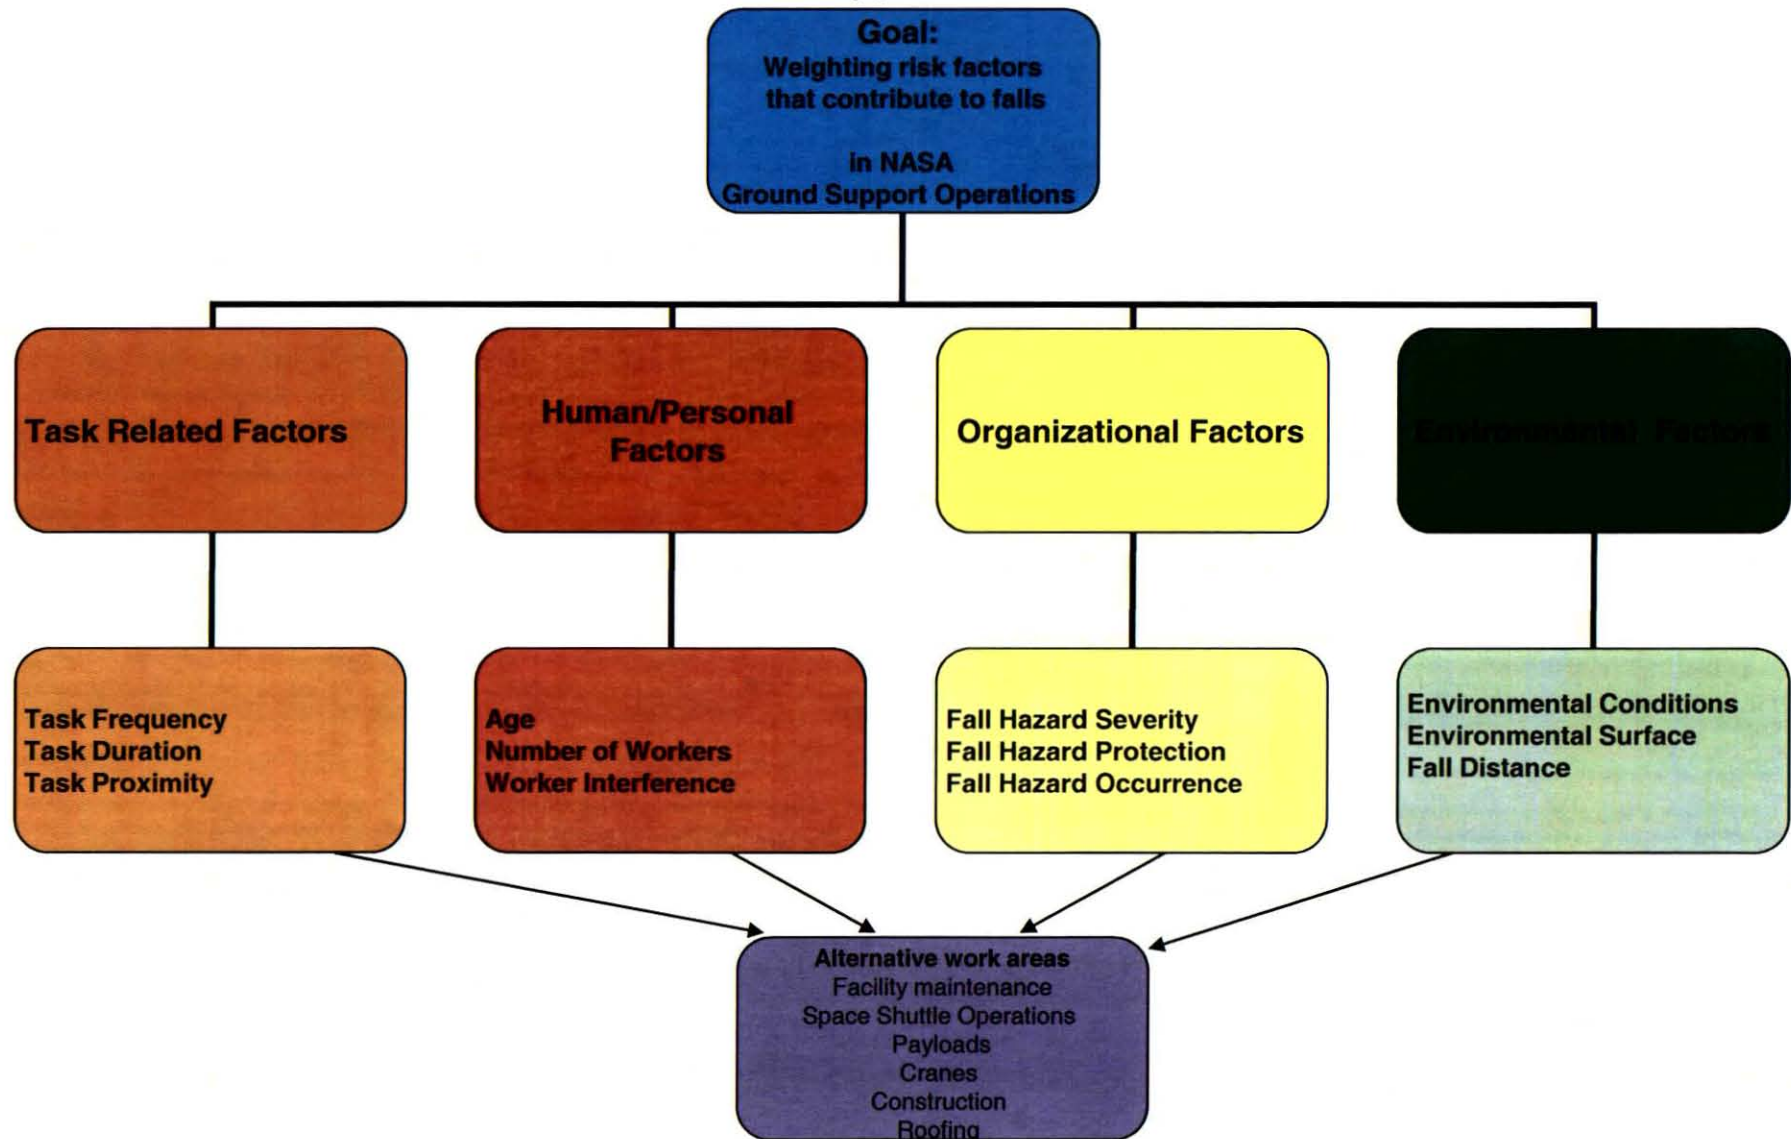 Goal:
Weighting risk factors
that contribute to falls
in NASA
Ground Support Operations
Task Related Factors
Human/Personal
Factors
Organizational Factors
Environmental Factors
Task Frequency
Task Duration
Task Proximity
Age
Number of Workers
Worker Interference
Fall Hazard Severity
Fall Hazard Protection
Fall Hazard Occurrence
Environmental Conditions
Environmental Surface
Fall Distance
Alternative work areas
Facility maintenance
Space Shuttle Operations
Payloads
Cranes
Construction
Roofing